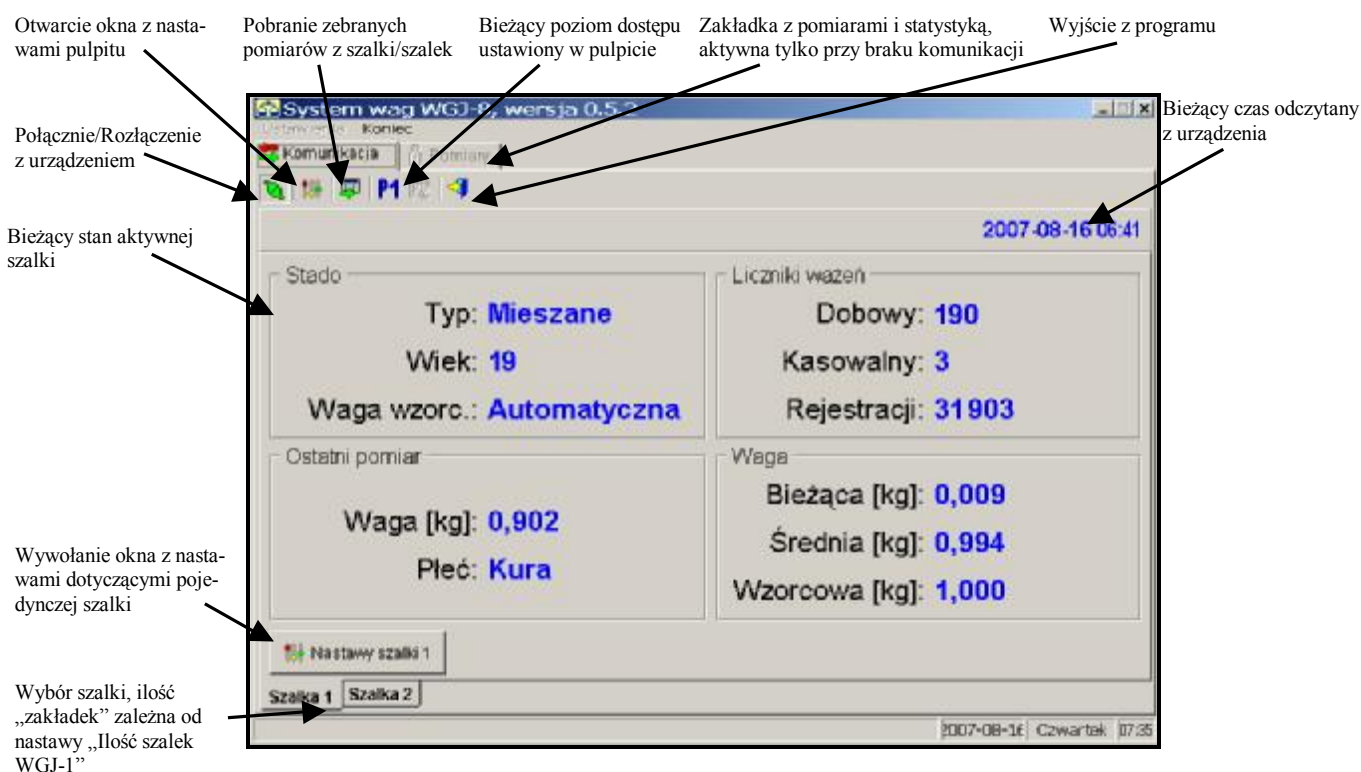 Otwarcie okna z nasta-
wami pulpitu
Pobranie zebranych
pomiarów z szalki/szalek
Bieżący poziom dostępu
ustawiony w pulpicie
Zakładka z pomiarami i statystyką,
aktywna tylko przy braku komunikacji
Wyjście z programu
Bieżący czas odczytany
z urządzenia
Połącznie/Rozłączenie
z urządzeniem
Bieżący stan aktywnej
szalki
Wywołanie okna z nasta-
wami dotyczącymi poje-
dynczej szalki
Wybór szalki, ilość
„zakładek” zależna od
nastawy „Ilość szalek
WGJ-1”
System wag WGJ-8, wersja 0.5.2
Ustawienia Koniec
Komunikacja Pomiary
P1 P2
2007-08-16 06:41
Stado
Typ: Mieszane
Wiek: 19
Waga wzorc.: Automatyczna
Liczniki ważeń
Dobowy: 190
Kasowalny: 3
Rejestracji: 31903
Ostatni pomiar
Waga [kg]: 0,902
Płeć: Kura
Waga
Bieżąca [kg]: 0,009
Średnia [kg]: 0,994
Wzorcowa [kg]: 1,000
Nastawy szalki 1
Szalka 1 Szalka 2
2007-08-16 Czwartek 07:35